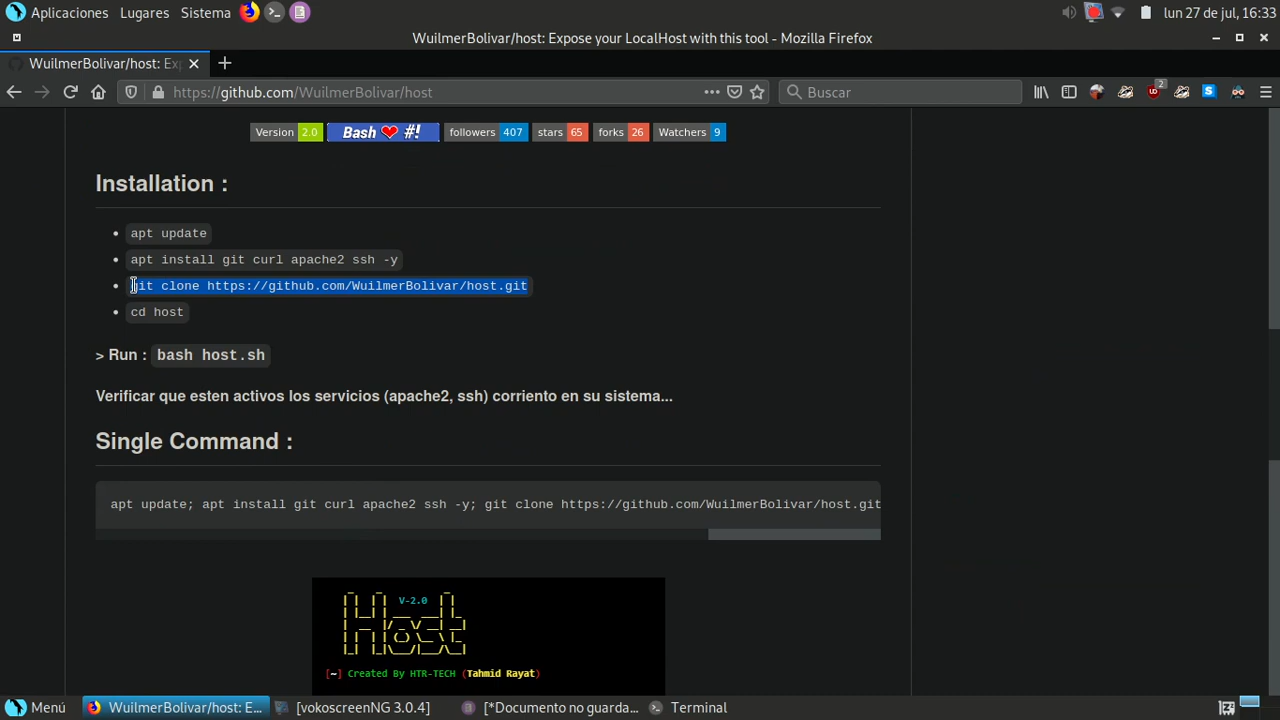 Aplicaciones Lugares Sistema lun 27 de jul, 16:33
WuilmerBolivar/host: Expose your LocalHost with this tool - Mozilla Firefox
WuilmerBolivar/host: Exp
https://github.com/WuilmerBolivar/host Buscar 2
Version 2.0 Bash #! followers 407 stars 65 forks 26 Watchers 9
Installation :
apt update
apt install git curl apache2 ssh -y
git clone https://github.com/WuilmerBolivar/host.git
cd host
> Run : bash host.sh
Verificar que esten activos los servicios (apache2, ssh) corriento en su sistema...
Single Command :
apt update; apt install git curl apache2 ssh -y; git clone https://github.com/WuilmerBolivar/host.git
Host V-2.0
[~] Created By HTR-TECH (Tahmid Rayat)
Menú WuilmerBolivar/host: E... [vokoscreenNG 3.0.4] [*Documento no guarda... Terminal